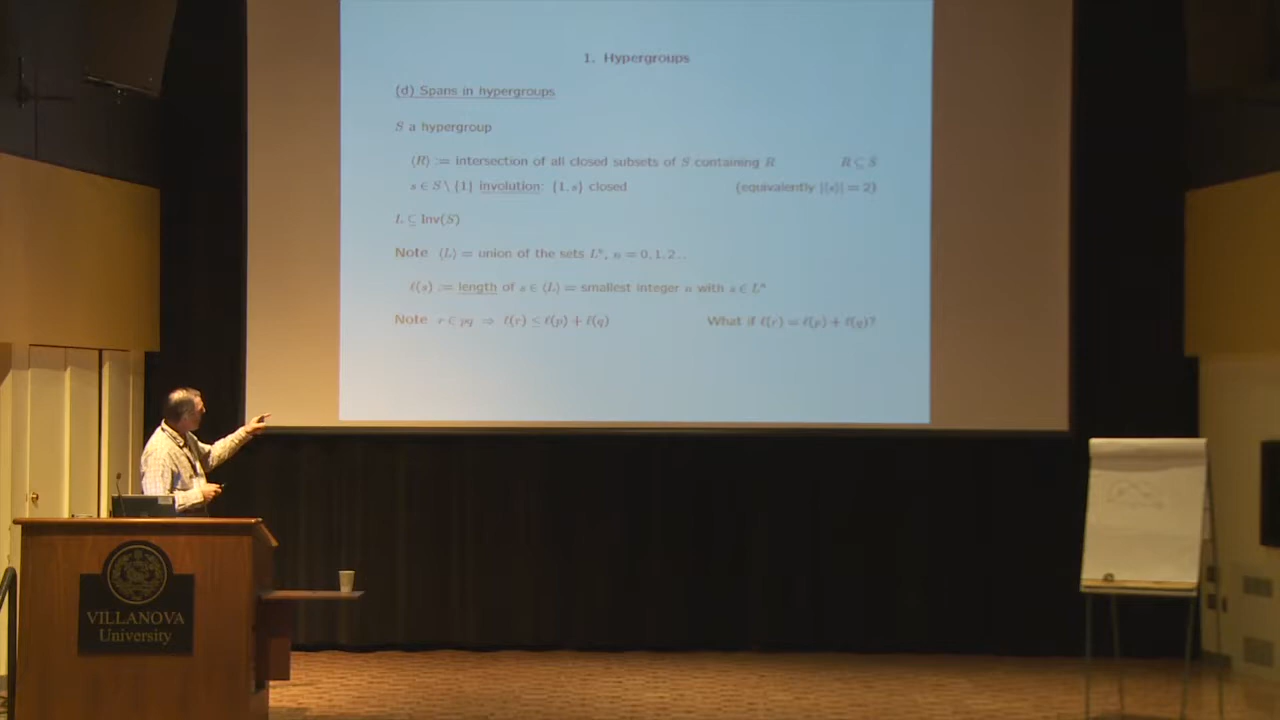 1. Hypergroups
(d) Spans in hypergroups
S a hypergroup
⟨R⟩ := intersection of all closed subsets of S containing R R ⊆ S
s ∈ S \ {1} involution: {1, s} closed (equivalently |⟨s⟩| = 2)
L ⊆ Inv(S)
Note ⟨L⟩ = union of the sets Lⁿ, n = 0, 1, 2 . .
ℓ(s) := length of s ∈ ⟨L⟩ = smallest integer n with s ∈ Lⁿ
Note r ∈ pq ⇒ ℓ(r) ≤ ℓ(p) + ℓ(q) What if ℓ(r) = ℓ(p) + ℓ(q)?
VILLANOVA
University